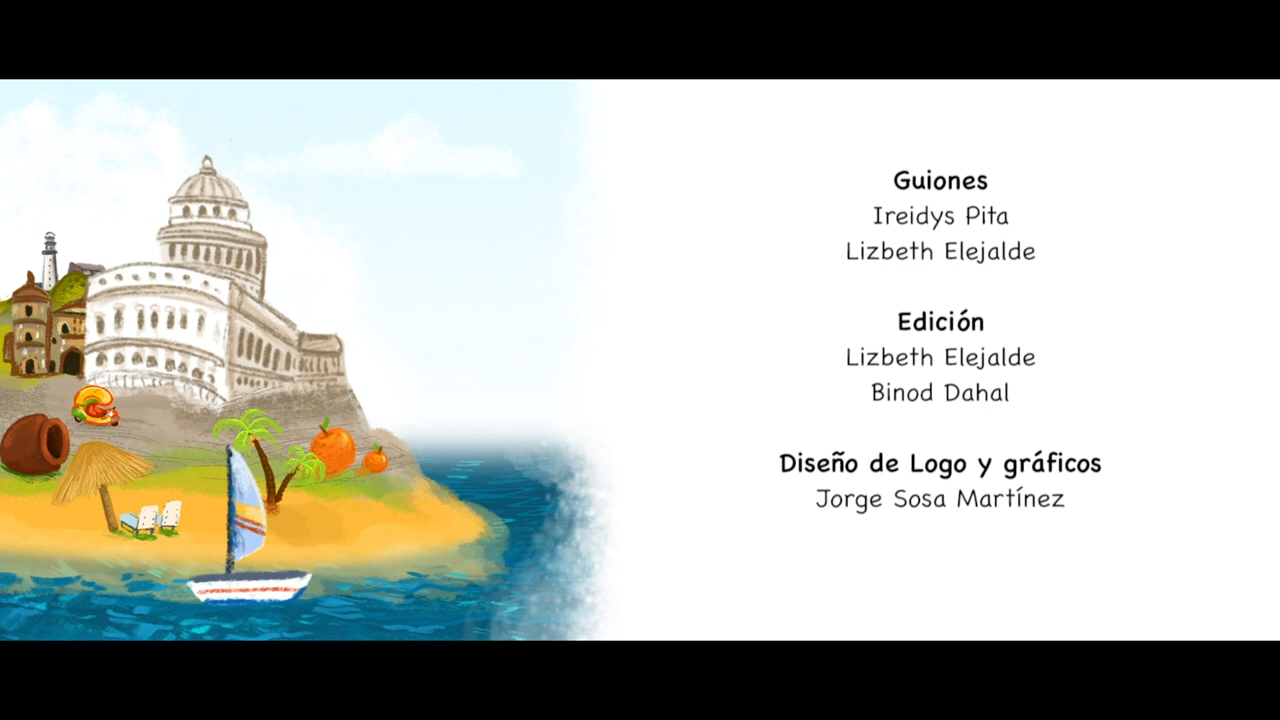 Guiones
Ireidys Pita
Lizbeth Elejalde
Edición
Lizbeth Elejalde
Binod Dahal
Diseño de Logo y gráficos
Jorge Sosa Martínez